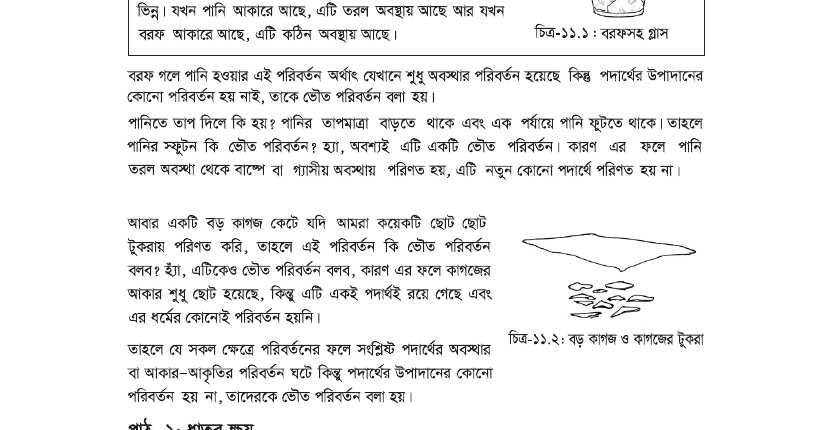 ভিন্ন। যখন পানি আকারে আছে, এটি তরল অবস্থায় আছে আর যখন
বরফ আকারে আছে, এটি কঠিন অবস্থায় আছে।
চিত্র-১১.১ : বরফসহ গ্লাস
বরফ গলে পানি হওয়ার এই পরিবর্তন অর্থাৎ যেখানে শুধু অবস্থার পরিবর্তন হয়েছে কিন্তু পদার্থের উপাদানের
কোনো পরিবর্তন হয় নাই, তাকে ভৌত পরিবর্তন বলা হয়।
পানিতে তাপ দিলে কি হয়? পানির তাপমাত্রা বাড়তে থাকে এবং এক পর্যায়ে পানি ফুটতে থাকে। তাহলে
পানির স্ফুটন কি ভৌত পরিবর্তন? হ্যা, অবশ্যই এটি একটি ভৌত পরিবর্তন। কারণ এর ফলে পানি
তরল অবস্থা থেকে বাষ্পে বা গ্যাসীয় অবস্থায় পরিণত হয়, এটি নতুন কোনো পদার্থে পরিণত হয় না।
আবার একটি বড় কাগজ কেটে যদি আমরা কয়েকটি ছোট ছোট
টুকরায় পরিণত করি, তাহলে এই পরিবর্তন কি ভৌত পরিবর্তন
বলব? হ্যাঁ, এটিকেও ভৌত পরিবর্তন বলব, কারণ এর ফলে কাগজের
আকার শুধু ছোট হয়েছে, কিন্তু এটি একই পদার্থই রয়ে গেছে এবং
এর ধর্মের কোনোই পরিবর্তন হয়নি।
চিত্র-১১.২: বড় কাগজ ও কাগজের টুকরা
তাহলে যে সকল ক্ষেত্রে পরিবর্তনের ফলে সংশ্লিষ্ট পদার্থের অবস্থার
বা আকার-আকৃতির পরিবর্তন ঘটে কিন্তু পদার্থের উপাদানের কোনো
পরিবর্তন হয় না, তাদেরকে ভৌত পরিবর্তন বলা হয়।
পাঠ ২: ধাতুর ক্ষয়